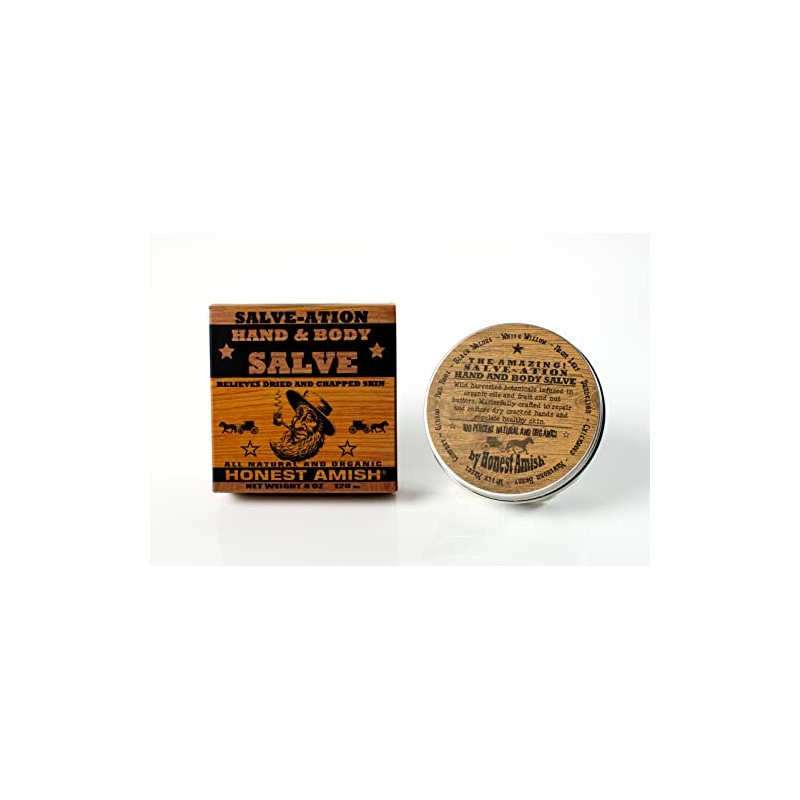 SALVE-ATION
HAND & BODY
SALVE
RELIEVES DRIED AND CHAPPED SKIN
ALL NATURAL AND ORGANIC
HONEST AMISH®
NET WEIGHT 4 OZ 120
Black Walnut - White Willow -
THE AMAZING!
SALVE-ATION
HAND AND BODY SALVE
Wild harvested botanicals infused in
organic oils and fruit and nut
butters. Masterfully crafted to repair
and restore dry cracked hands and
regulate healthy skin.
100 PERCENT NATURAL AND ORGANIC!
by Honest Amish